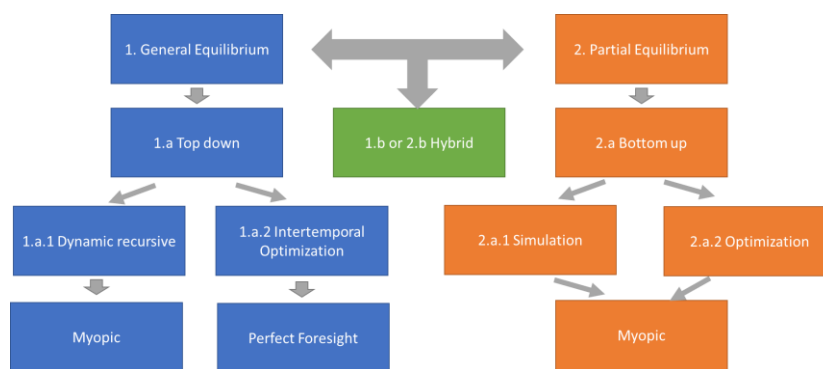 1. General Equilibrium
2. Partial Equilibrium
1.a Top down
1.b or 2.b Hybrid
2.a Bottom up
1.a.1 Dynamic recursive
1.a.2 Intertemporal
Optimization
2.a.1 Simulation
2.a.2 Optimization
Myopic
Perfect Foresight
Myopic